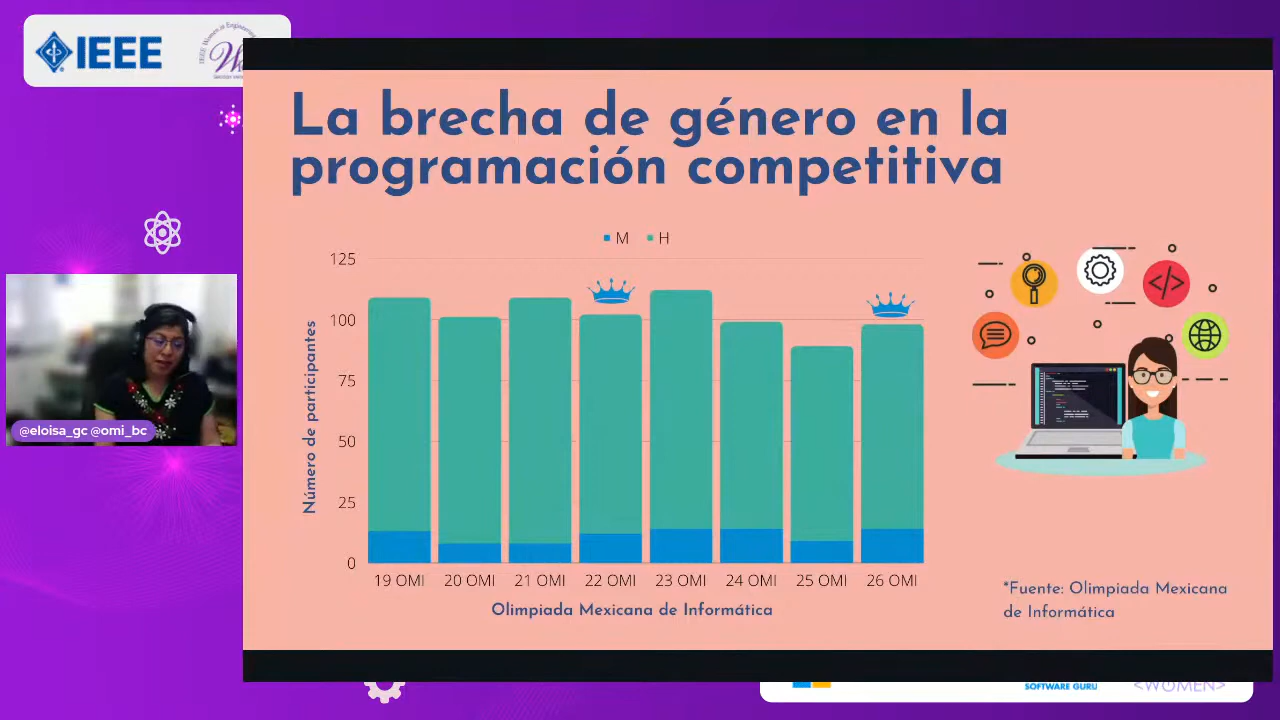 IEEE
La brecha de género en la
programación competitiva
M H
125
100
75
50
25
0
Número de participantes
19 OMI 20 OMI 21 OMI 22 OMI 23 OMI 24 OMI 25 OMI 26 OMI
Olimpiada Mexicana de Informática
*Fuente: Olimpiada Mexicana
de Informática
@eloisa_gc @omi_bc
SOFTWARE GURU
<WOMEN>